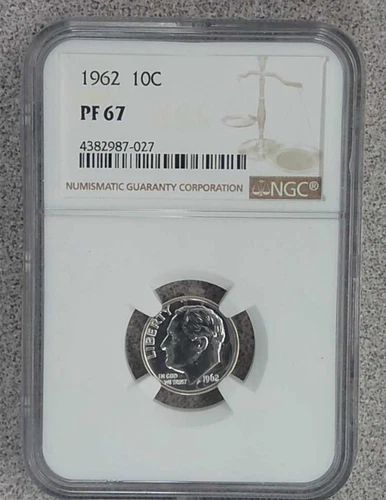 1962 10C
PF 67
4382987-027
NUMISMATIC GUARANTY CORPORATION NGC®
LIBERTY
IN GOD
WE TRUST
1962